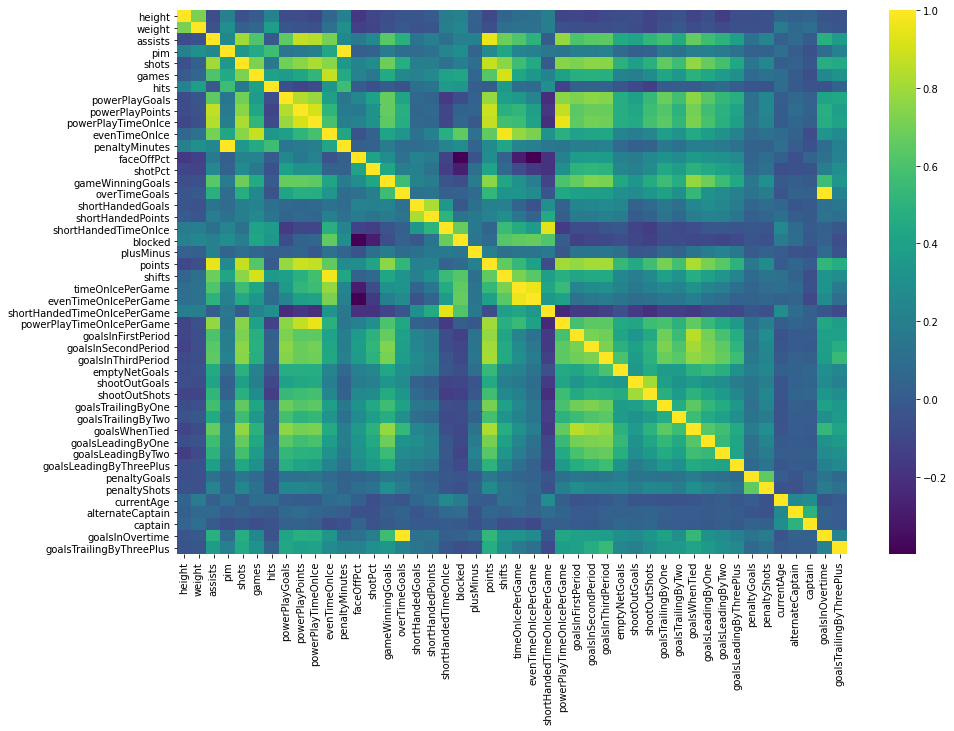 height
weight
assists
pim
shots
games
hits
powerPlayGoals
powerPlayPoints
powerPlayTimeOnIce
evenTimeOnIce
penaltyMinutes
faceOffPct
shotPct
gameWinningGoals
overTimeGoals
shortHandedGoals
shortHandedPoints
shortHandedTimeOnIce
blocked
plusMinus
points
shifts
timeOnIcePerGame
evenTimeOnIcePerGame
shortHandedTimeOnIcePerGame
powerPlayTimeOnIcePerGame
goalsInFirstPeriod
goalsInSecondPeriod
goalsInThirdPeriod
emptyNetGoals
shootOutGoals
shootOutShots
goalsTrailingByOne
goalsTrailingByTwo
goalsWhenTied
goalsLeadingByOne
goalsLeadingByTwo
goalsLeadingByThreePlus
penaltyGoals
penaltyShots
currentAge
alternateCaptain
captain
goalsInOvertime
goalsTrailingByThreePlus
height
weight
assists
pim
shots
games
hits
powerPlayGoals
powerPlayPoints
powerPlayTimeOnIce
evenTimeOnIce
penaltyMinutes
faceOffPct
shotPct
gameWinningGoals
overTimeGoals
shortHandedGoals
shortHandedPoints
shortHandedTimeOnIce
blocked
plusMinus
points
shifts
timeOnIcePerGame
evenTimeOnIcePerGame
shortHandedTimeOnIcePerGame
powerPlayTimeOnIcePerGame
goalsInFirstPeriod
goalsInSecondPeriod
goalsInThirdPeriod
emptyNetGoals
shootOutGoals
shootOutShots
goalsTrailingByOne
goalsTrailingByTwo
goalsWhenTied
goalsLeadingByOne
goalsLeadingByTwo
goalsLeadingByThreePlus
penaltyGoals
penaltyShots
currentAge
alternateCaptain
captain
goalsInOvertime
goalsTrailingByThreePlus
1.0
0.8
0.6
0.4
0.2
0.0
−0.2